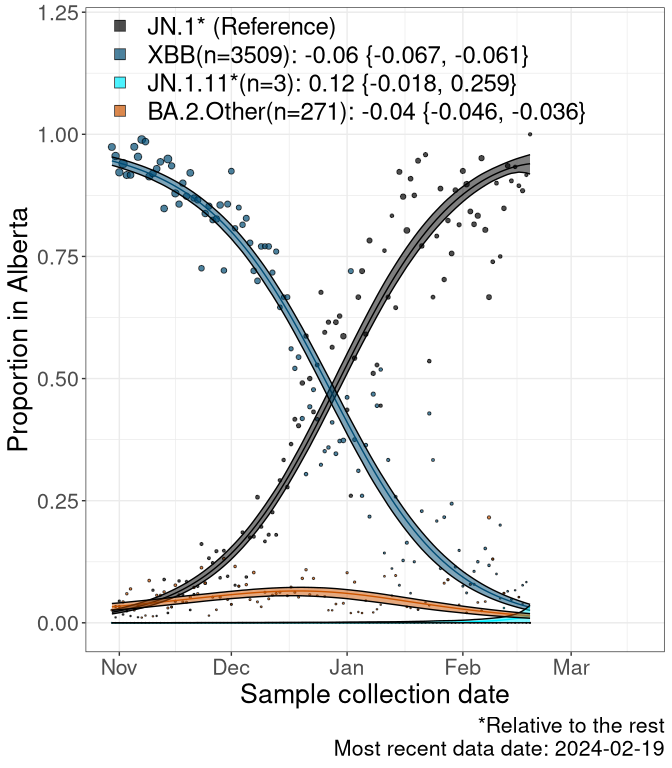 1.25
JN.1* (Reference)
XBB(n=3509): -0.06 {-0.067, -0.061}
JN.1.11*(n=3): 0.12 {-0.018, 0.259}
BA.2.Other(n=271): -0.04 {-0.046, -0.036}
1.00
0.75
0.50
0.25
0.00
Proportion in Alberta
Nov Dec Jan Feb Mar
Sample collection date
*Relative to the rest
Most recent data date: 2024-02-19